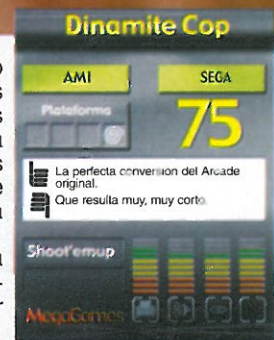 Dinamite Cop
AMI
SEGA
Plataforma
75
La perfecta conversión del Arcade
original.
Que resulta muy, muy corto.
Shoot'emup
MegaGames